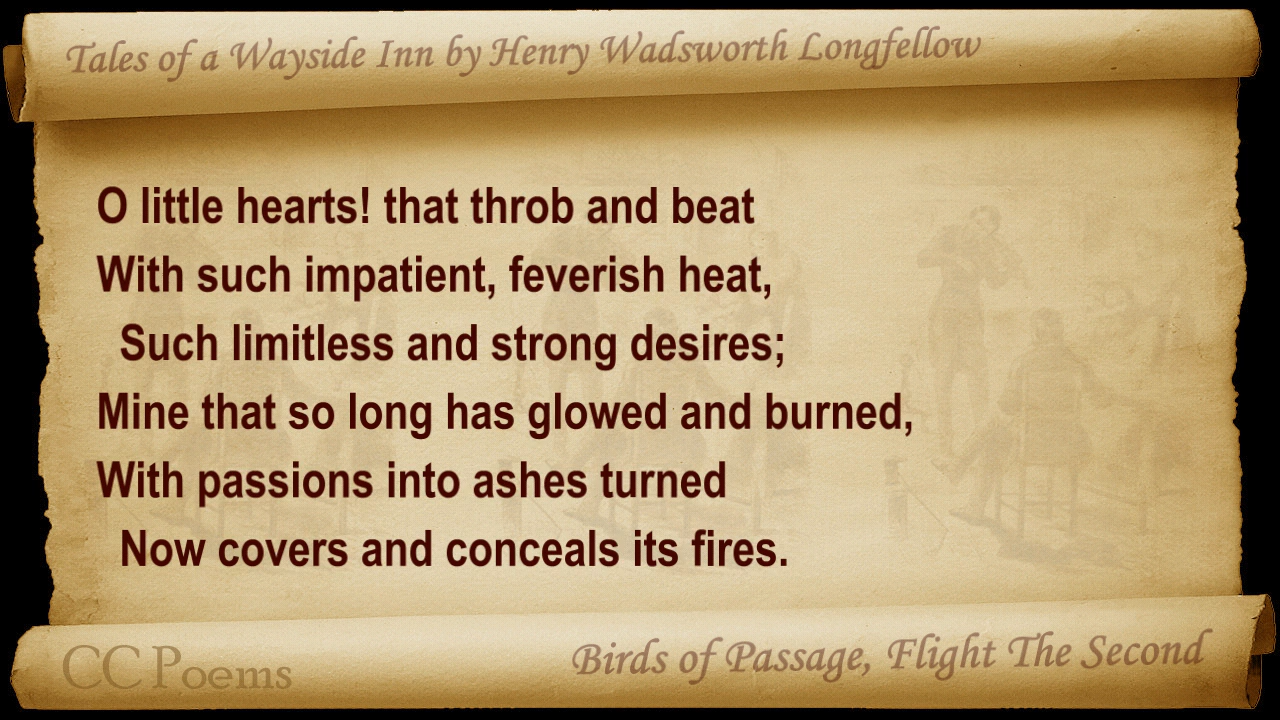 Tales of a Wayside Inn by Henry Wadsworth Longfellow
O little hearts! that throb and beat
With such impatient, feverish heat,
Such limitless and strong desires;
Mine that so long has glowed and burned,
With passions into ashes turned
Now covers and conceals its fires.
CC Poems
Birds of Passage, Flight The Second